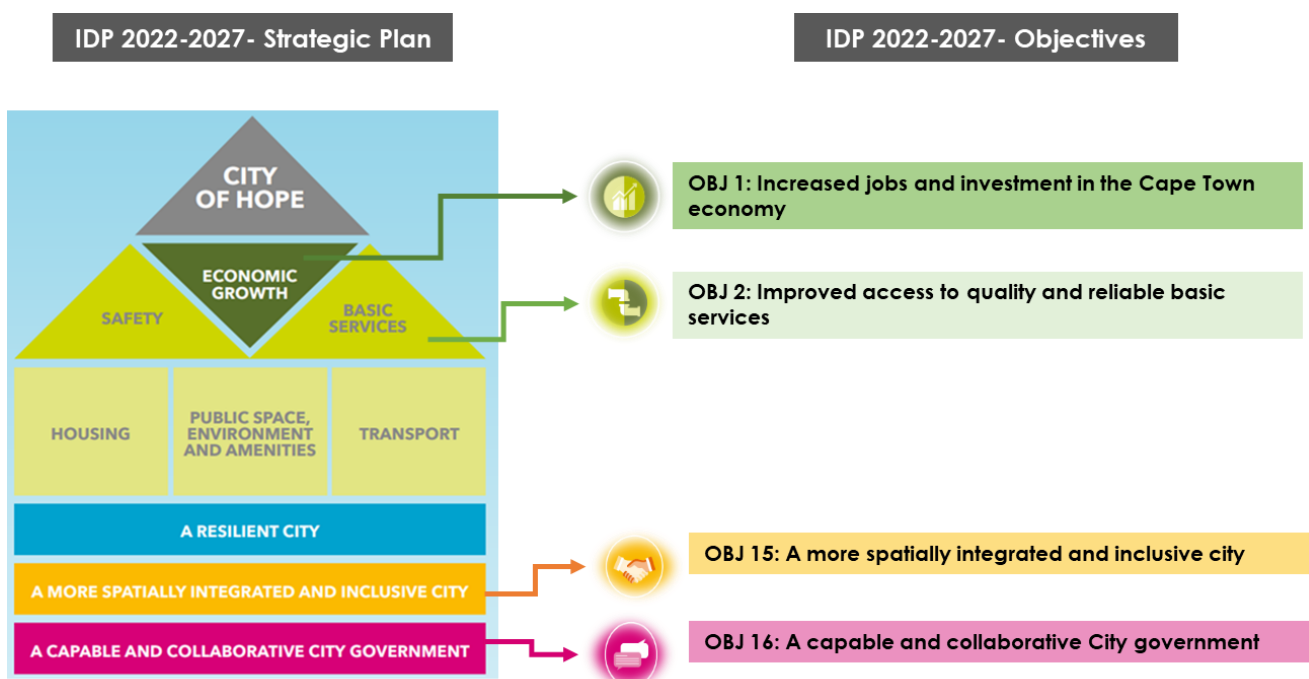 IDP 2022-2027- Strategic Plan
IDP 2022-2027- Objectives
CITY
OF HOPE
ECONOMIC
GROWTH
SAFETY
BASIC
SERVICES
HOUSING
PUBLIC SPACE,
ENVIRONMENT
AND AMENITIES
TRANSPORT
A RESILIENT CITY
A MORE SPATIALLY INTEGRATED AND INCLUSIVE CITY
A CAPABLE AND COLLABORATIVE CITY GOVERNMENT
OBJ 1: Increased jobs and investment in the Cape Town
economy
OBJ 2: Improved access to quality and reliable basic
services
OBJ 15: A more spatially integrated and inclusive city
OBJ 16: A capable and collaborative City government